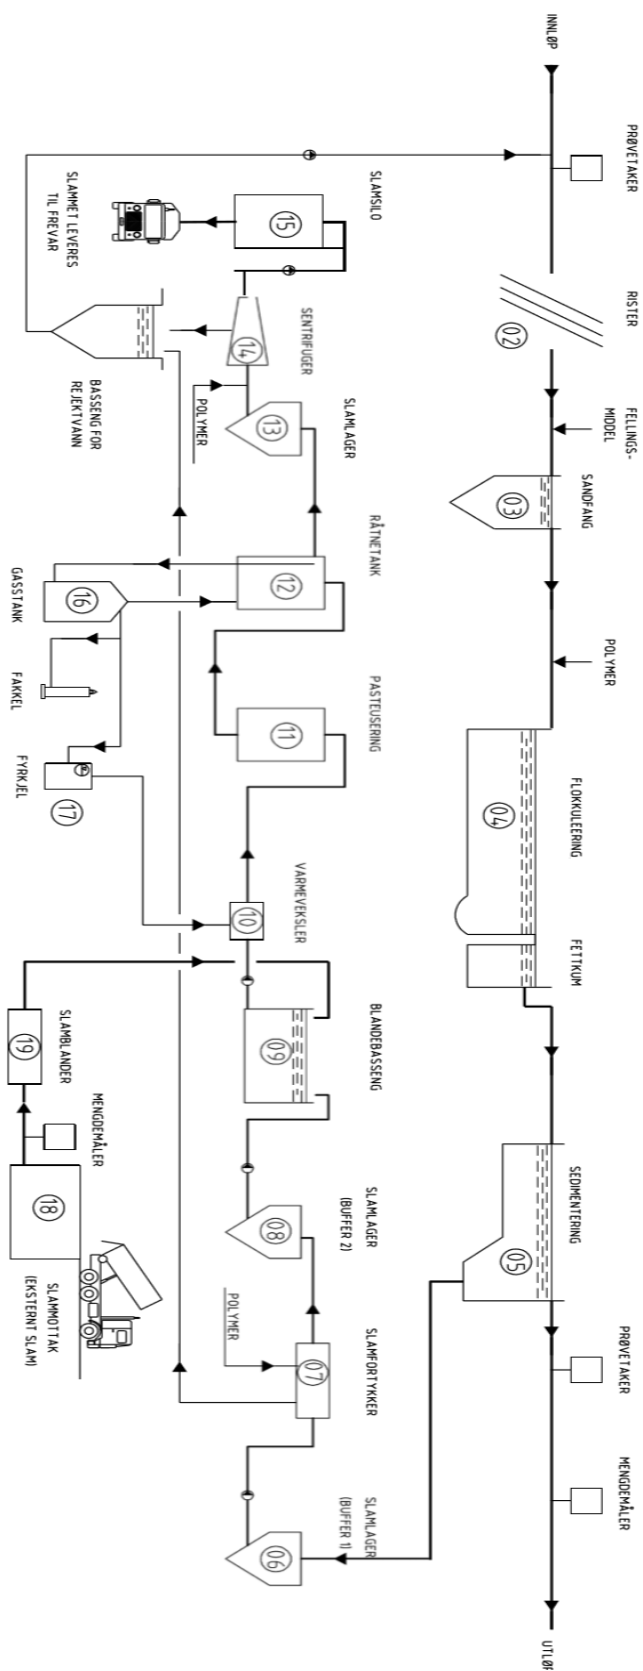 PRØVETAKER
RISTER
FELLINGS-
MIDDEL
SANDFANG
POLYMER
FLOKKULEERING
FETTKUM
SEDIMENTERING
PRØVETAKER
MENGDEMÅLER
INNLØP
UTLØP
02
03
04
05
SLAMSILO
SENTRIFUGER
SLAMLAGER
RÅTNETANK
PASTEUSERING
VARMEVEKSLER
BLANDEBASSENG
SLAMLAGER
(BUFFER 2)
SLAMFORTYKKER
SLAMLAGER
(BUFFER 1)
15
14
13
12
11
10
09
08
07
06
POLYMER
POLYMER
SLAMMET LEVERES
TIL FREVAR
BASSENG FOR
REJEKTVANN
16
GASSTANK
FAKKEL
FYRKJEL
17
19
SLAMBLANDER
MENGDEMÅLER
18
SLAMMOTTAK
(EKSTERNT SLAM)